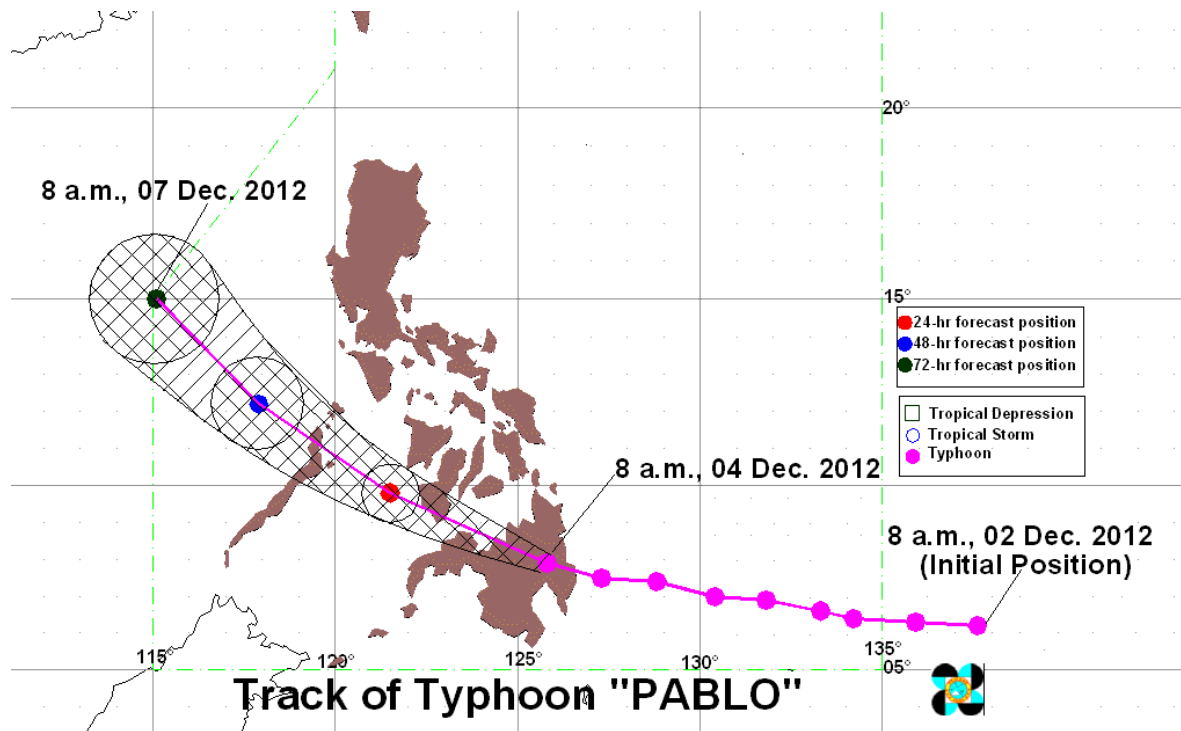 20°
8 a.m., 07 Dec. 2012
15°
24-hr forecast position
48-hr forecast position
72-hr forecast position
Tropical Depression
Tropical Storm
Typhoon
8 a.m., 04 Dec. 2012
8 a.m., 02 Dec. 2012
(Initial Position)
115°
120°
125°
130°
135°
05°
Track of Typhoon "PABLO"